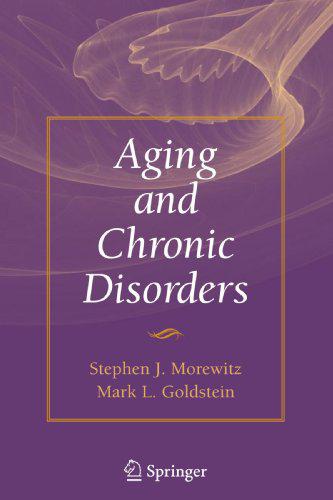 Aging
and
Chronic
Disorders
Stephen J. Morewitz
Mark L. Goldstein
Springer